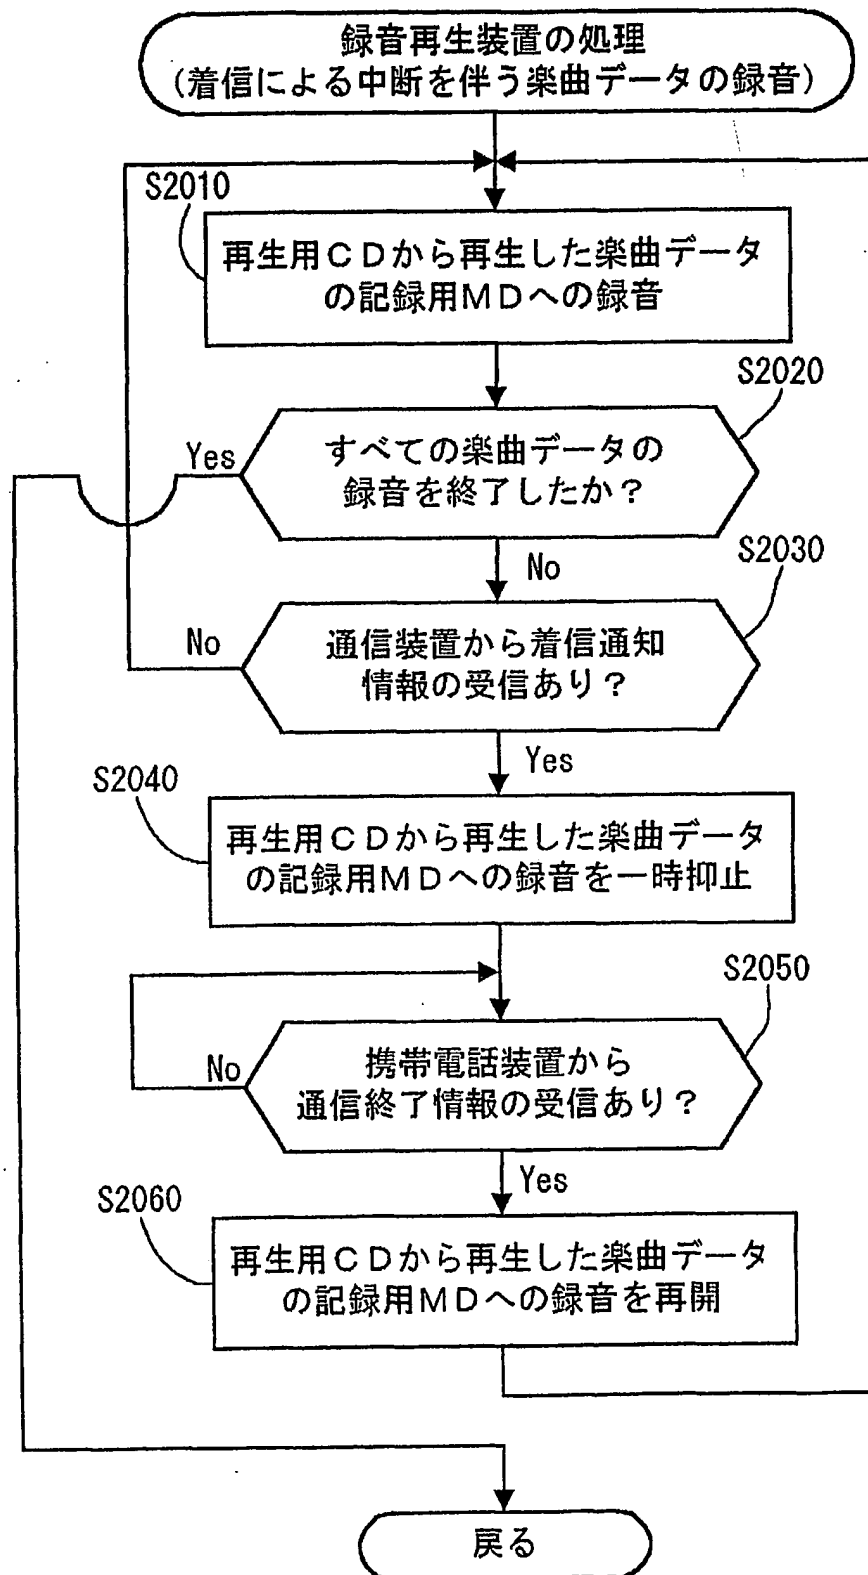 録音再生装置の処理
(着信による中断を伴う楽曲データの録音)
S2010
再生用CDから再生した楽曲データ
の記録用MDへの録音
S2020
Yes
すべての楽曲データの
録音を終了したか？
No
S2030
No
通信装置から着信通知
情報の受信あり？
Yes
S2040
再生用CDから再生した楽曲データ
の記録用MDへの録音を一時抑止
S2050
No
携帯電話装置から
通信終了情報の受信あり？
Yes
S2060
再生用CDから再生した楽曲データ
の記録用MDへの録音を再開
戻る